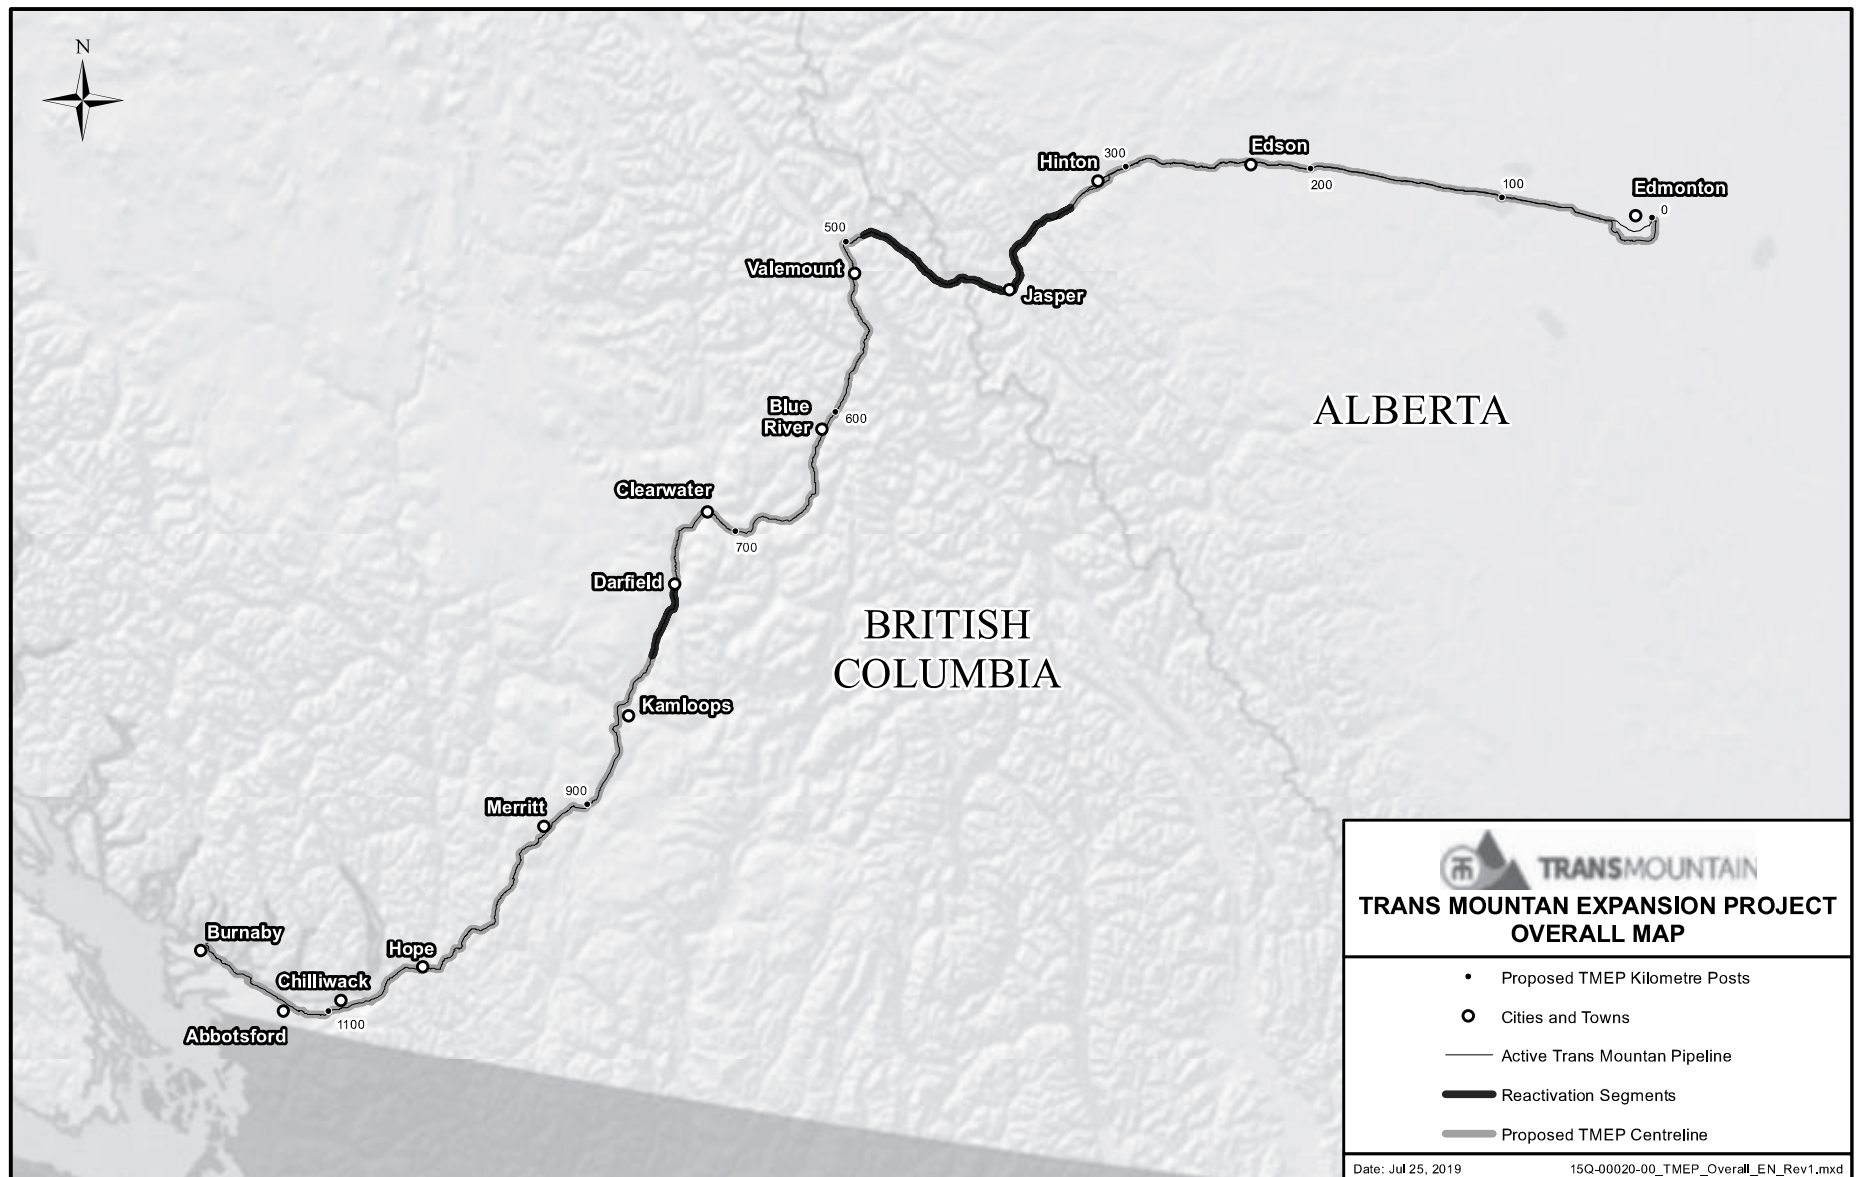 N
Hinton
300
Edson
200
100
Edmonton
0
500
Valemount
Jasper
Blue
River
600
ALBERTA
Clearwater
700
Darfield
BRITISH
COLUMBIA
Kamloops
900
Merritt
Burnaby
Hope
Chilliwack
1100
Abbotsford
TRANSMOUNTAIN
TRANS MOUNTAN EXPANSION PROJECT
OVERALL MAP
Proposed TMEP Kilometre Posts
Cities and Towns
Active Trans Mountan Pipeline
Reactivation Segments
Proposed TMEP Centreline
Date: Jul 25, 2019 15Q-00020-00_TMEP_Overall_EN_Rev1.mxd